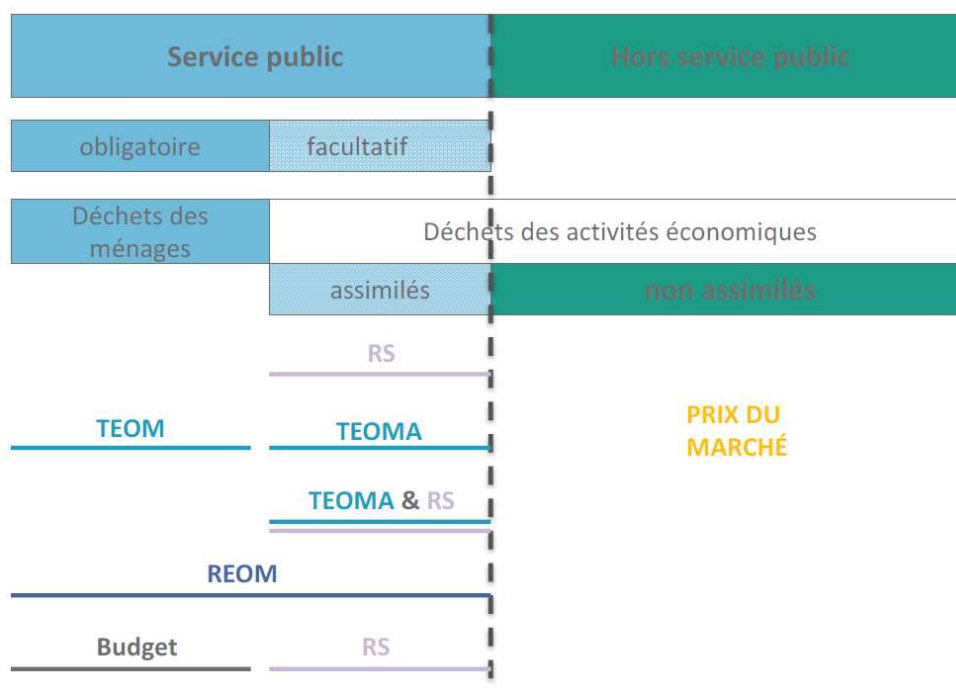 Service public
Hors service public
obligatoire
facultatif
Déchets des
ménages
Déchets des activités économiques
assimilés
non assimilés
RS
TEOM
TEOMA
PRIX DU
MARCHÉ
TEOMA & RS
REOM
Budget
RS